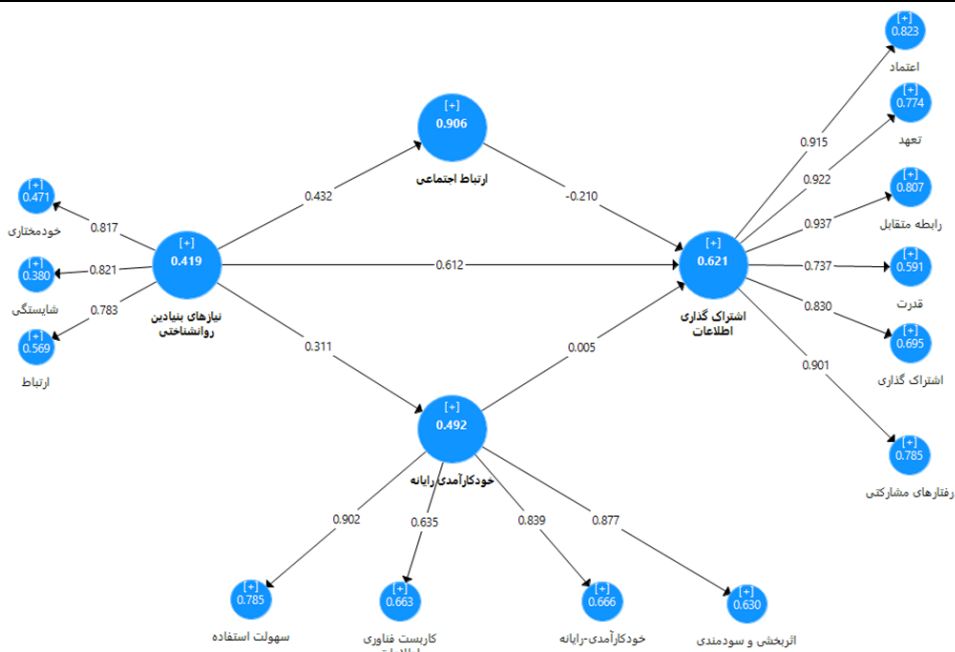 [+]
0.823
اعتماد
[+]
0.774
تعهد
[+]
0.906
ارتباط اجتماعی
0.915
0.922
[+]
0.807
رابطه متقابل
0.937
[+]
0.471
خودمختاری
0.817
0.432
-0.210
[+]
0.419
نیازهای بنیادین
روانشناختی
[+]
0.380
شایستگی
0.821
0.612
[+]
0.621
اشتراک گذاری
اطلاعات
0.737
[+]
0.591
قدرت
0.783
[+]
0.569
ارتباط
0.311
0.005
0.830
[+]
0.695
اشتراک گذاری
0.901
[+]
0.492
خودکارآمدی رایانه
[+]
0.785
رفتارهای مشارکتی
0.902
0.635
0.839
0.877
[+]
0.785
سهولت استفاده
[+]
0.663
کاربست فناوری
[+]
0.666
خودکارآمدی-رایانه
[+]
0.630
اثربخشی و سودمندی